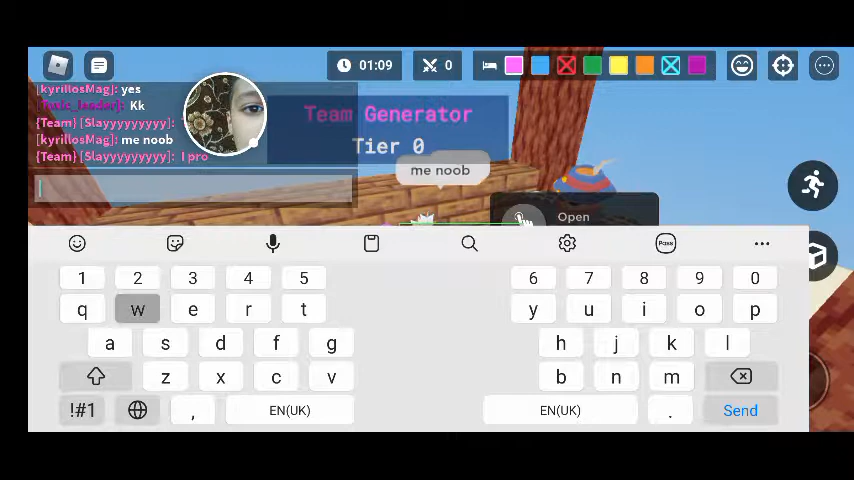 01:09
0
[kyrillosMag]: yes
Kk
{Team} [Slayyyyyyyyy]:
[kyrillosMag]: me noob
{Team} [Slayyyyyyyyy]: I pro
Team Generator
Tier 0
me noob
Open
Pass
1 2 3 4 5 6 7 8 9 0
q w e r t y u i o p
a s d f g h j k l
z x c v b n m
!#1 , EN(UK) EN(UK) . Send